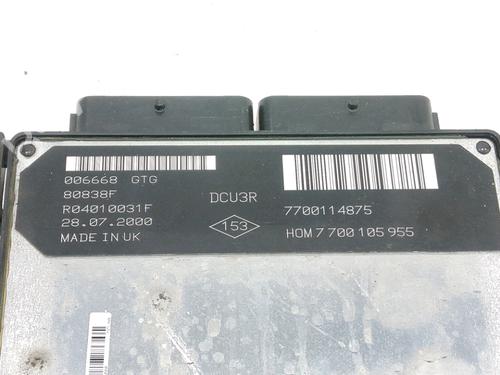 006668 GTG
80838F
R04010031F
28.07.2000
MADE IN UK
DCU3R
153
7700114875
HOM 7 700 105 955